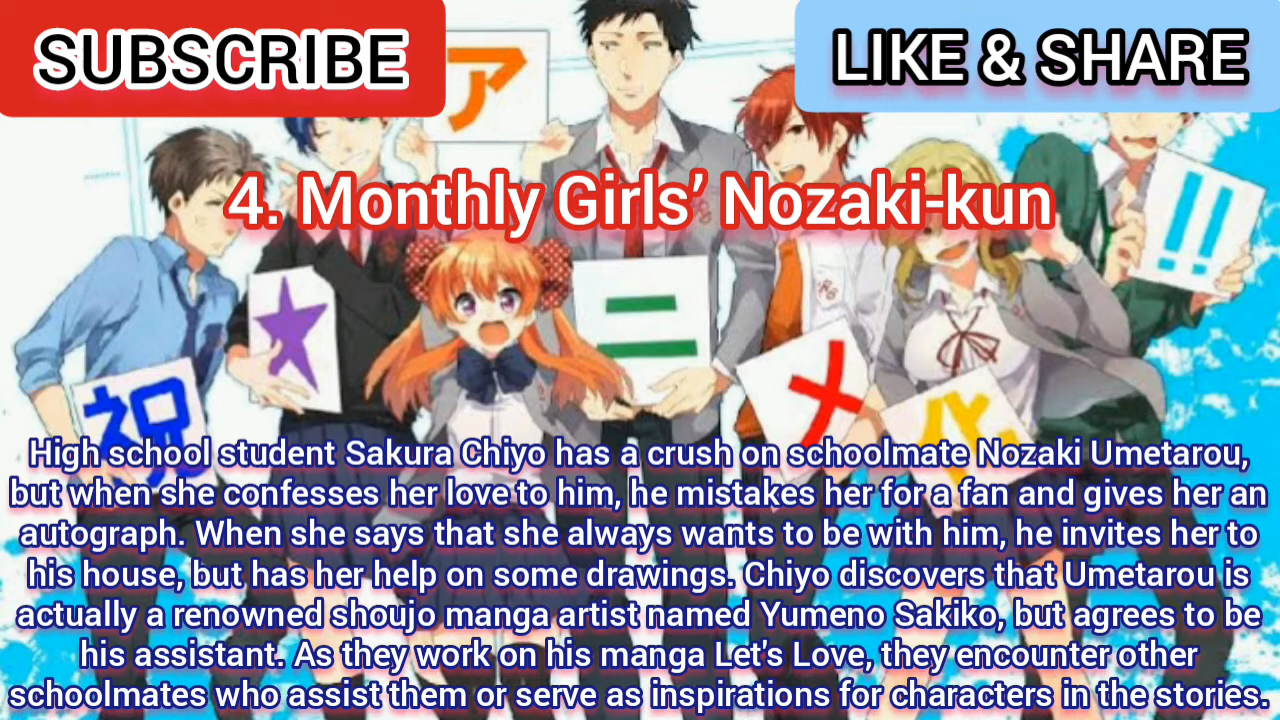 SUBSCRIBE
LIKE & SHARE
ア
4. Monthly Girls’ Nozaki-kun
!!
★
ニ
メ
祝
化
High school student Sakura Chiyo has a crush on schoolmate Nozaki Umetarou,
but when she confesses her love to him, he mistakes her for a fan and gives her an
autograph. When she says that she always wants to be with him, he invites her to
his house, but has her help on some drawings. Chiyo discovers that Umetarou is
actually a renowned shoujo manga artist named Yumeno Sakiko, but agrees to be
his assistant. As they work on his manga Let's Love, they encounter other
schoolmates who assist them or serve as inspirations for characters in the stories.